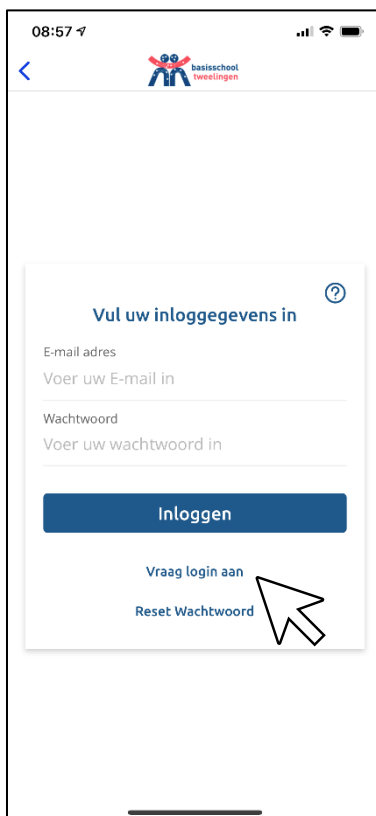 08:57
basisschool
tweelingen
Vul uw inloggegevens in
E-mail adres
Voer uw E-mail in
Wachtwoord
Voer uw wachtwoord in
Inloggen
Vraag login aan
Reset Wachtwoord